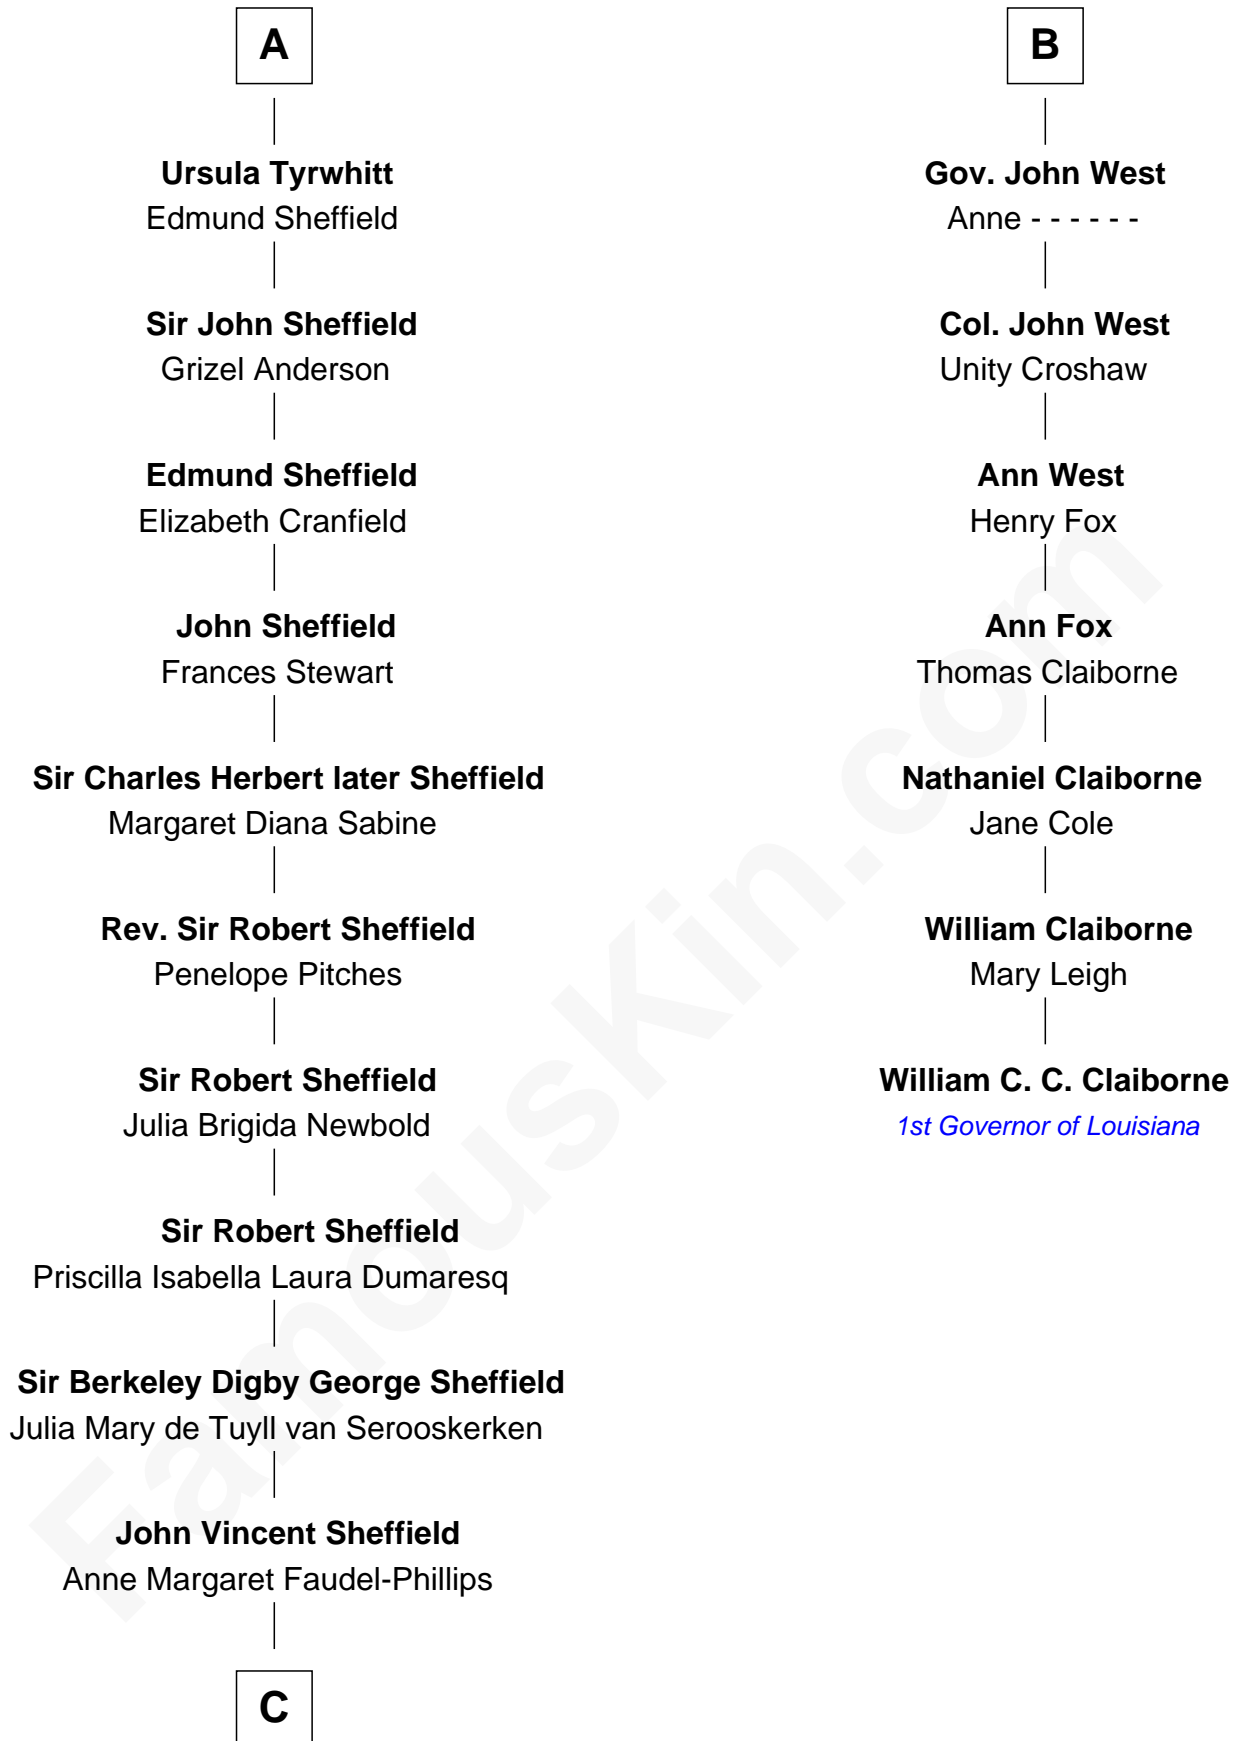 A
Ursula Tyrwhitt
Edmund Sheffield
Sir John Sheffield
Grizel Anderson
Edmund Sheffield
Elizabeth Cranfield
John Sheffield
Frances Stewart
Sir Charles Herbert later Sheffield
Margaret Diana Sabine
Rev. Sir Robert Sheffield
Penelope Pitches
Sir Robert Sheffield
Julia Brigida Newbold
Sir Robert Sheffield
Priscilla Isabella Laura Dumaresq
Sir Berkeley Digby George Sheffield
Julia Mary de Tuyll van Serooskerken
John Vincent Sheffield
Anne Margaret Faudel-Phillips
C
B
Gov. John West
Anne - - - - - -
Col. John West
Unity Croshaw
Ann West
Henry Fox
Ann Fox
Thomas Claiborne
Nathaniel Claiborne
Jane Cole
William Claiborne
Mary Leigh
William C. C. Claiborne
1st Governor of Louisiana
FamousKin.com